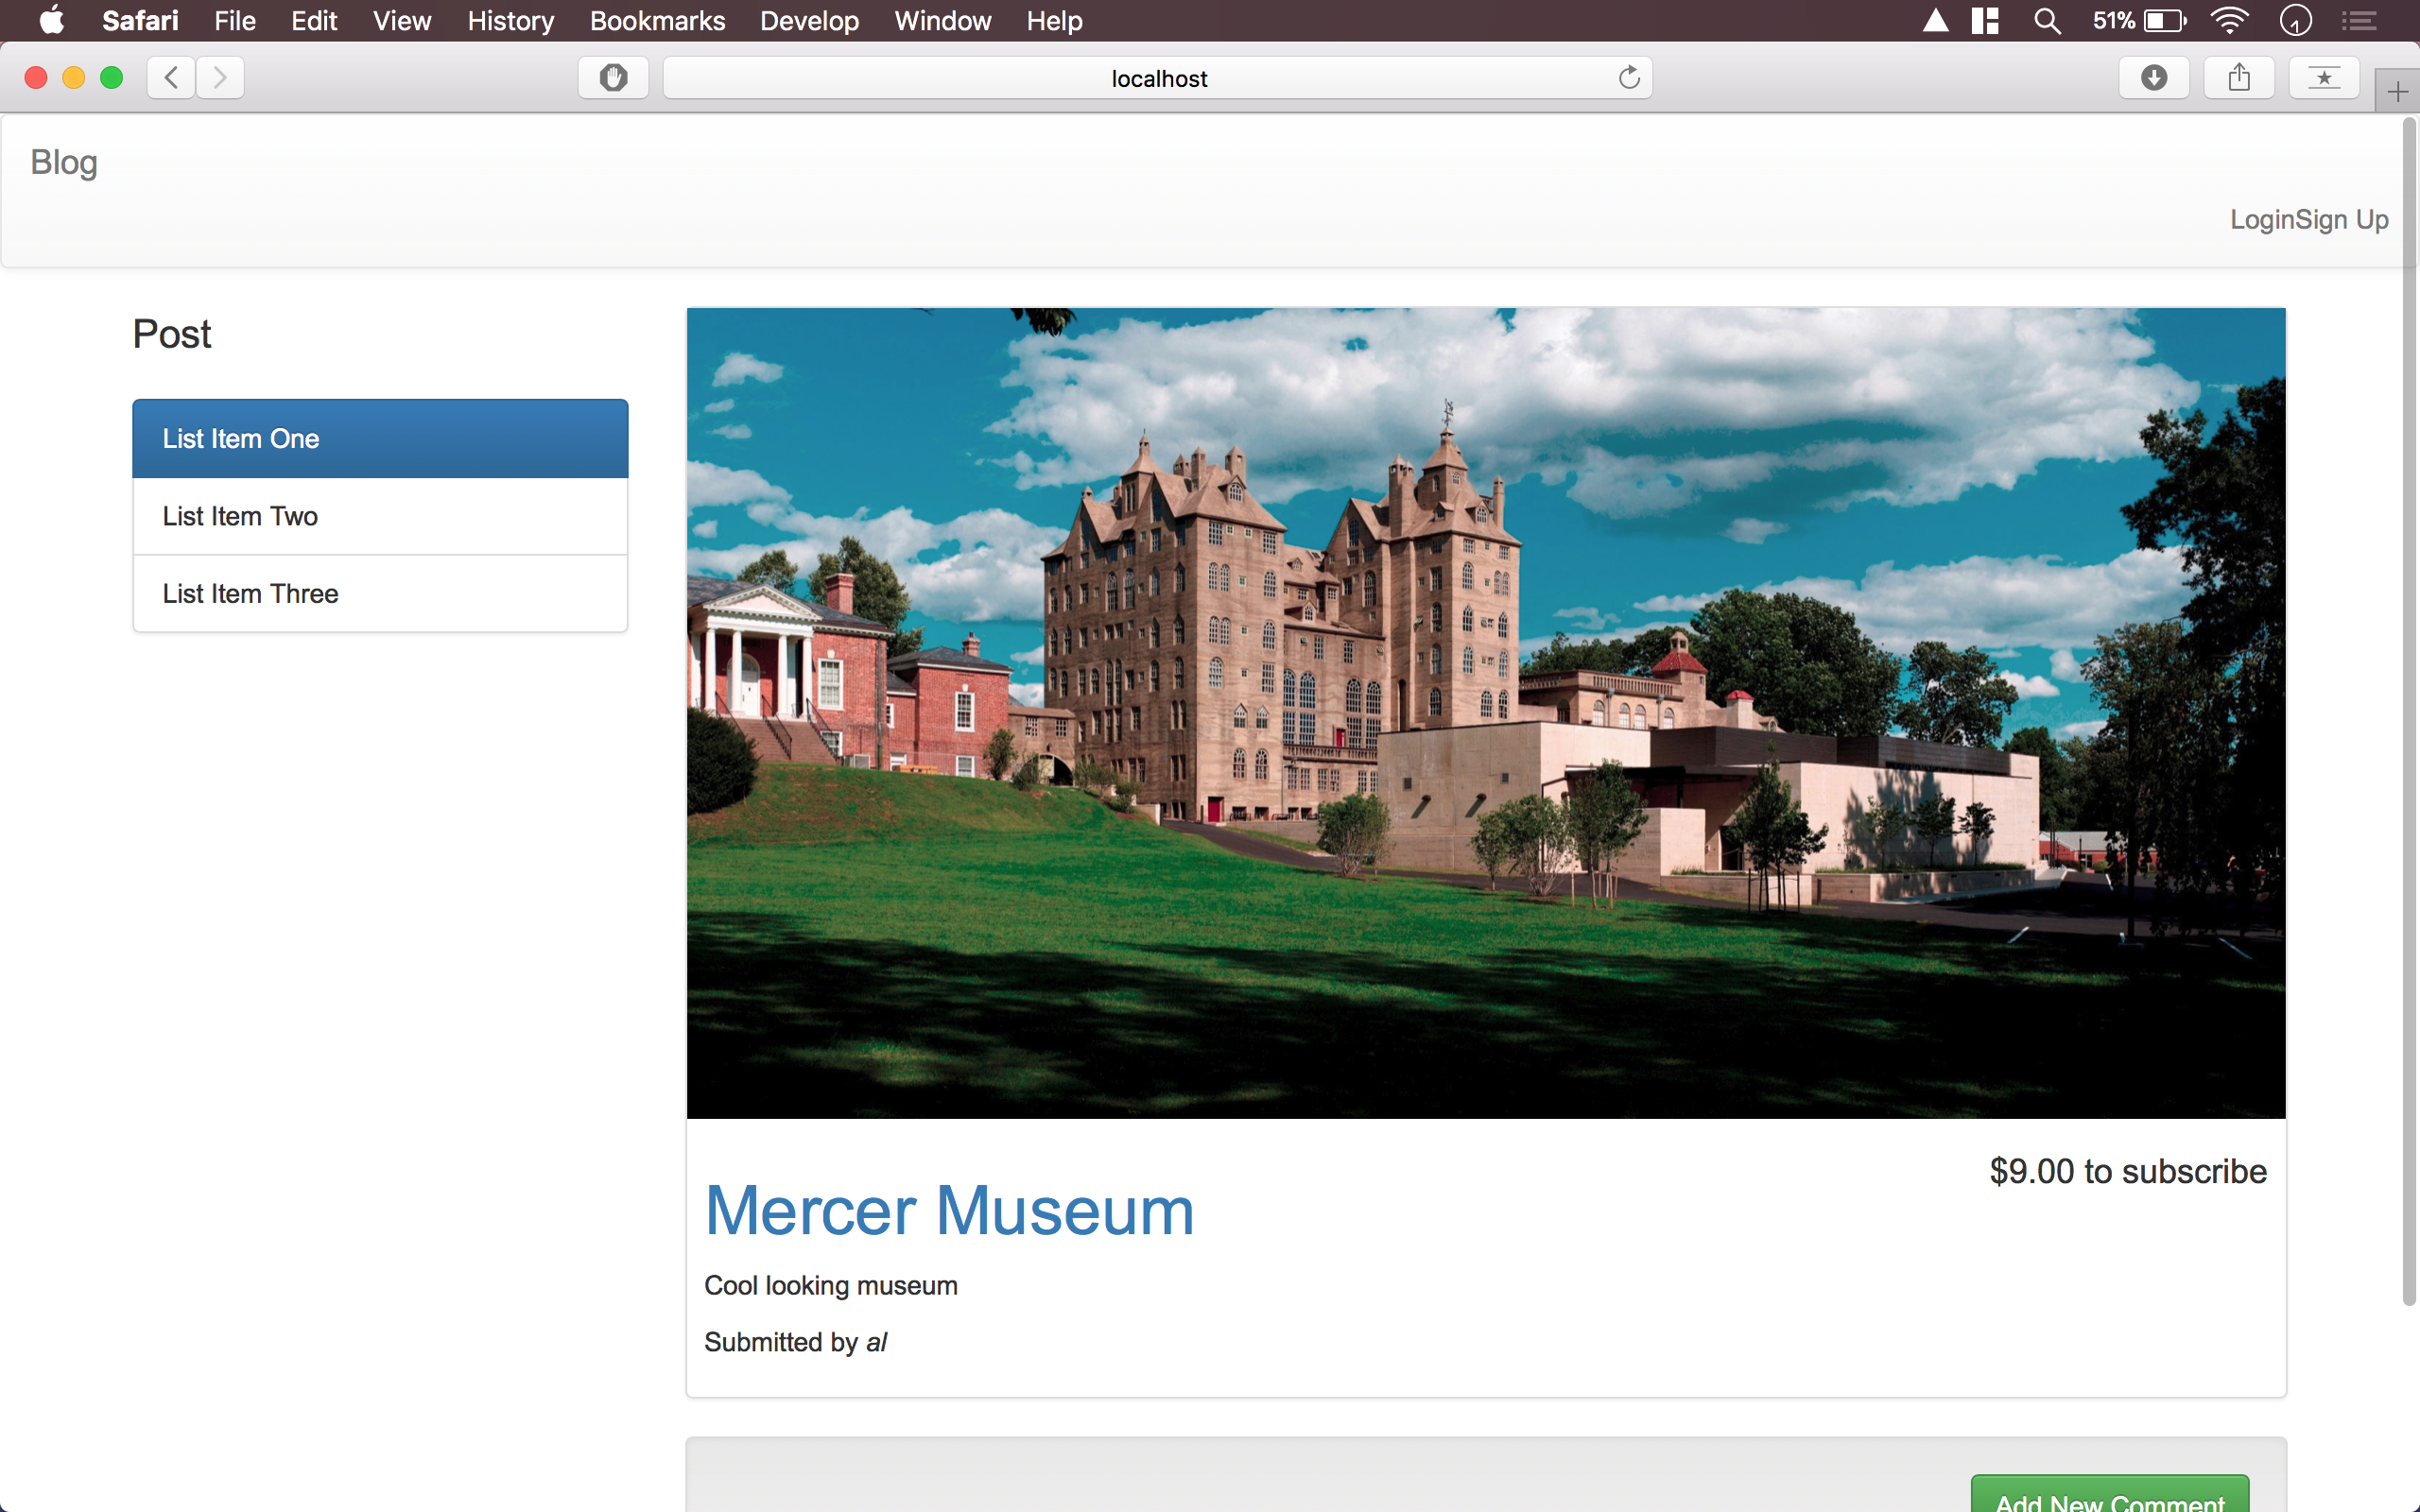 Safari File Edit View History Bookmarks Develop Window Help 51%
localhost
Blog
LoginSign Up
Post
List Item One
List Item Two
List Item Three
$9.00 to subscribe
Mercer Museum
Cool looking museum
Submitted by al
Add New Comment